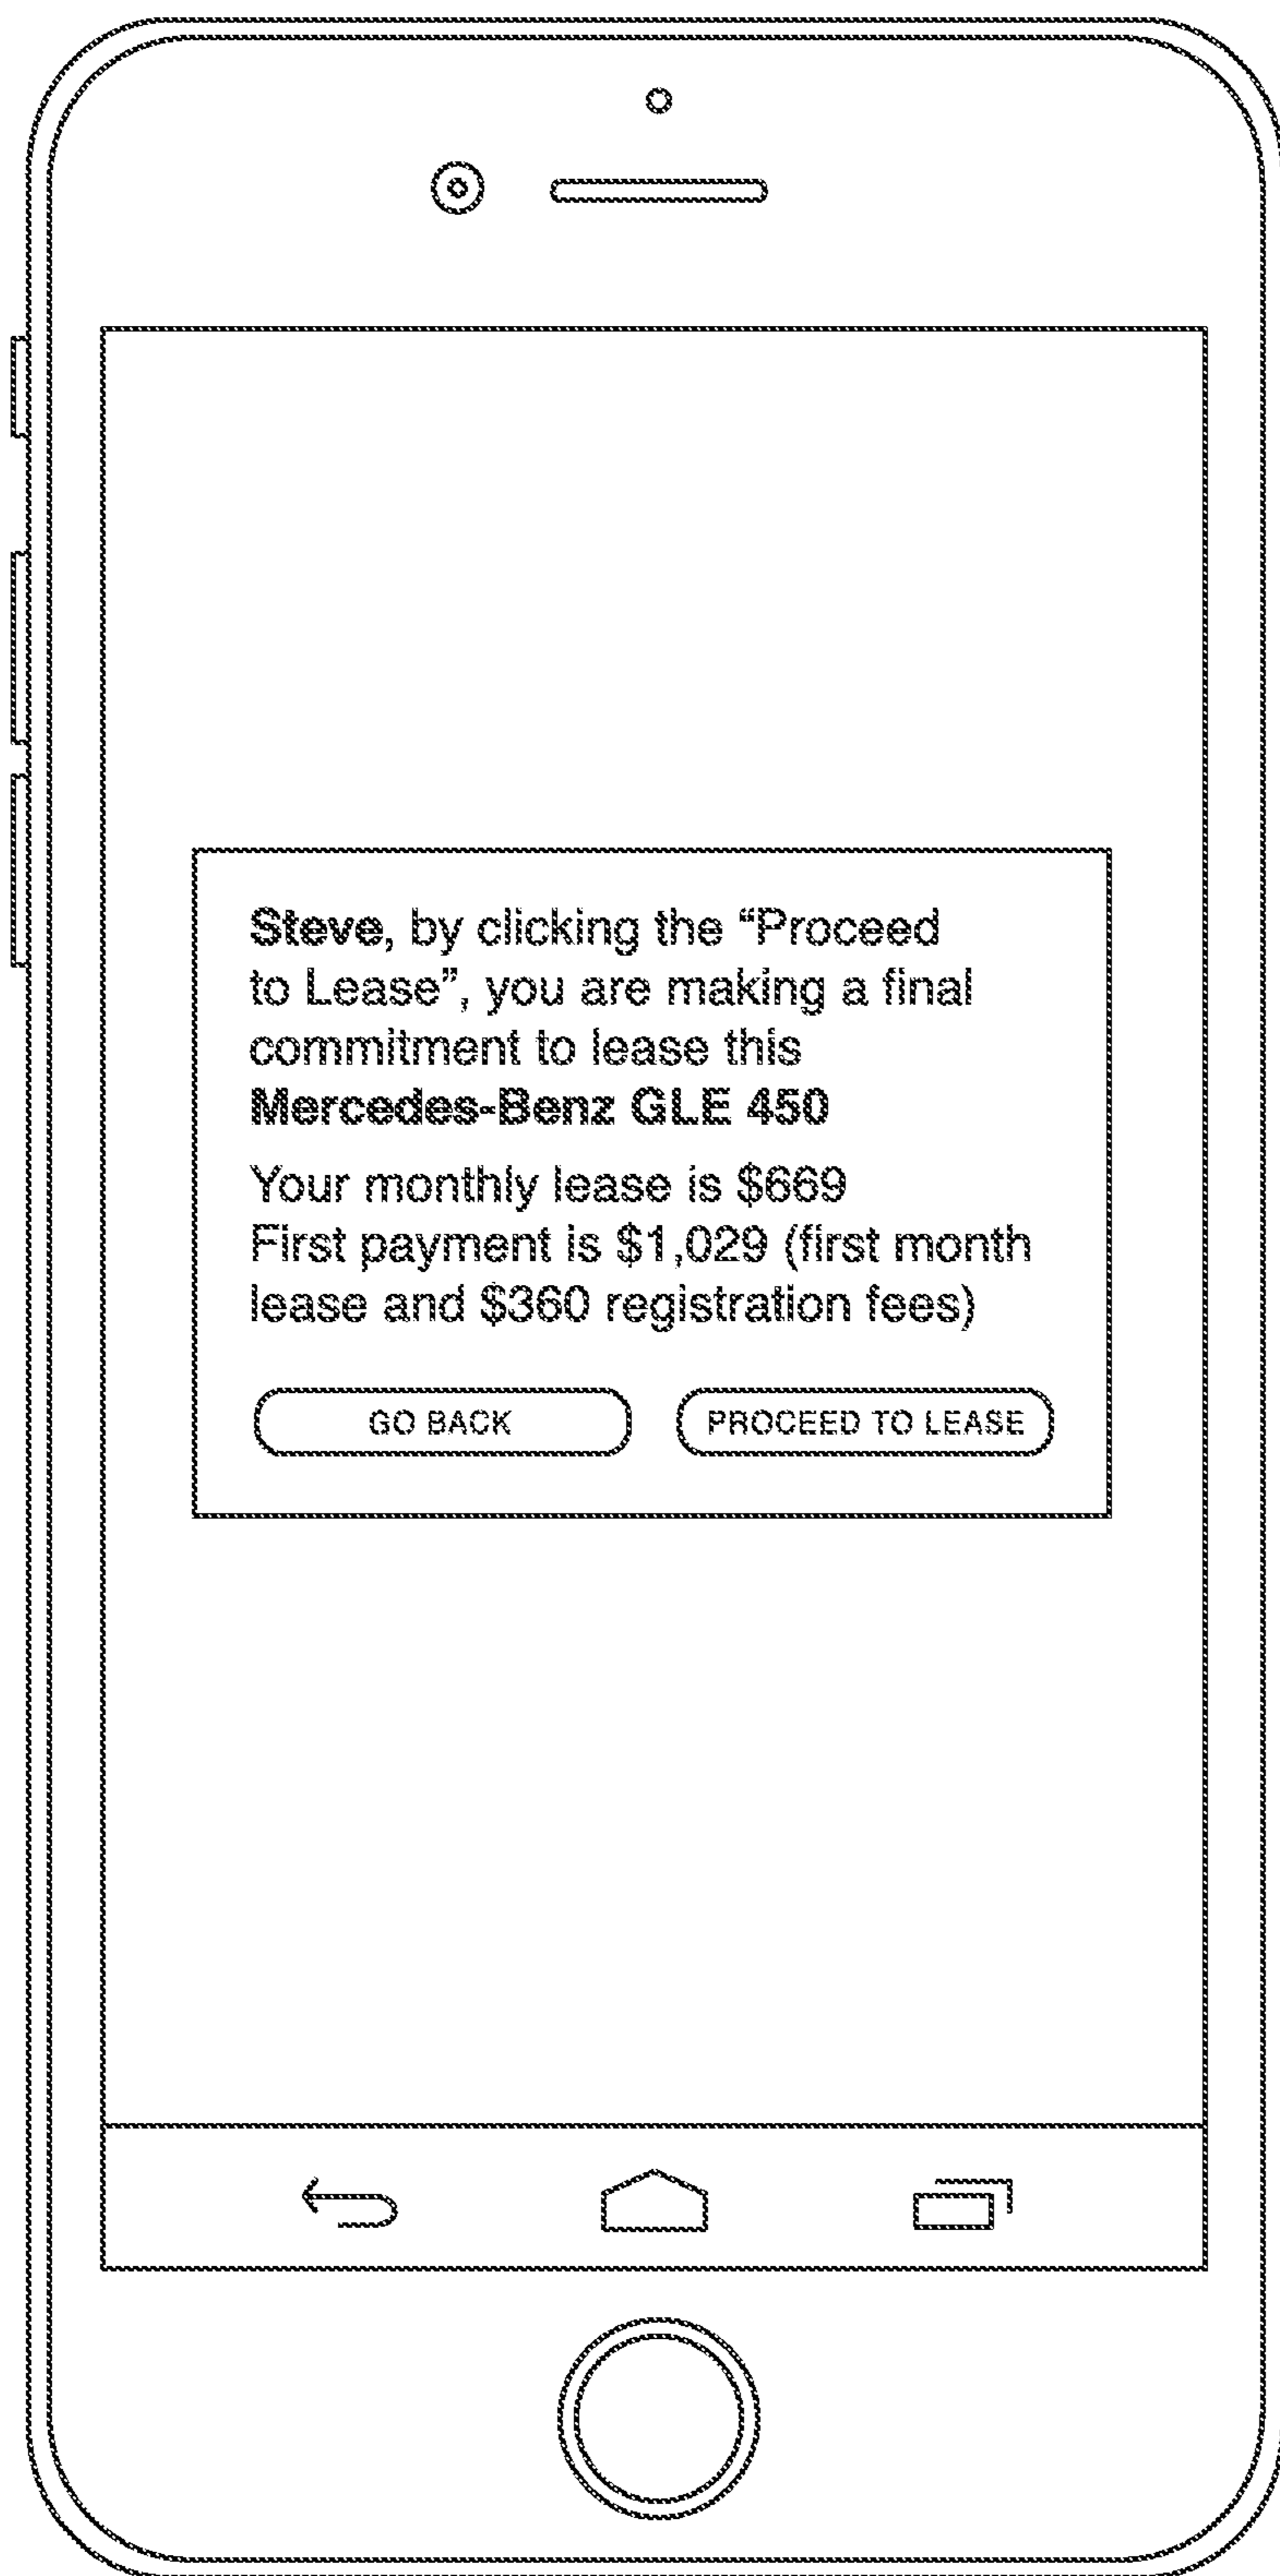 Steve, by clicking the “Proceed
to Lease”, you are making a final
commitment to lease this
Mercedes-Benz GLE 450
Your monthly lease is $669
First payment is $1,029 (first month
lease and $360 registration fees)
GO BACK
PROCEED TO LEASE